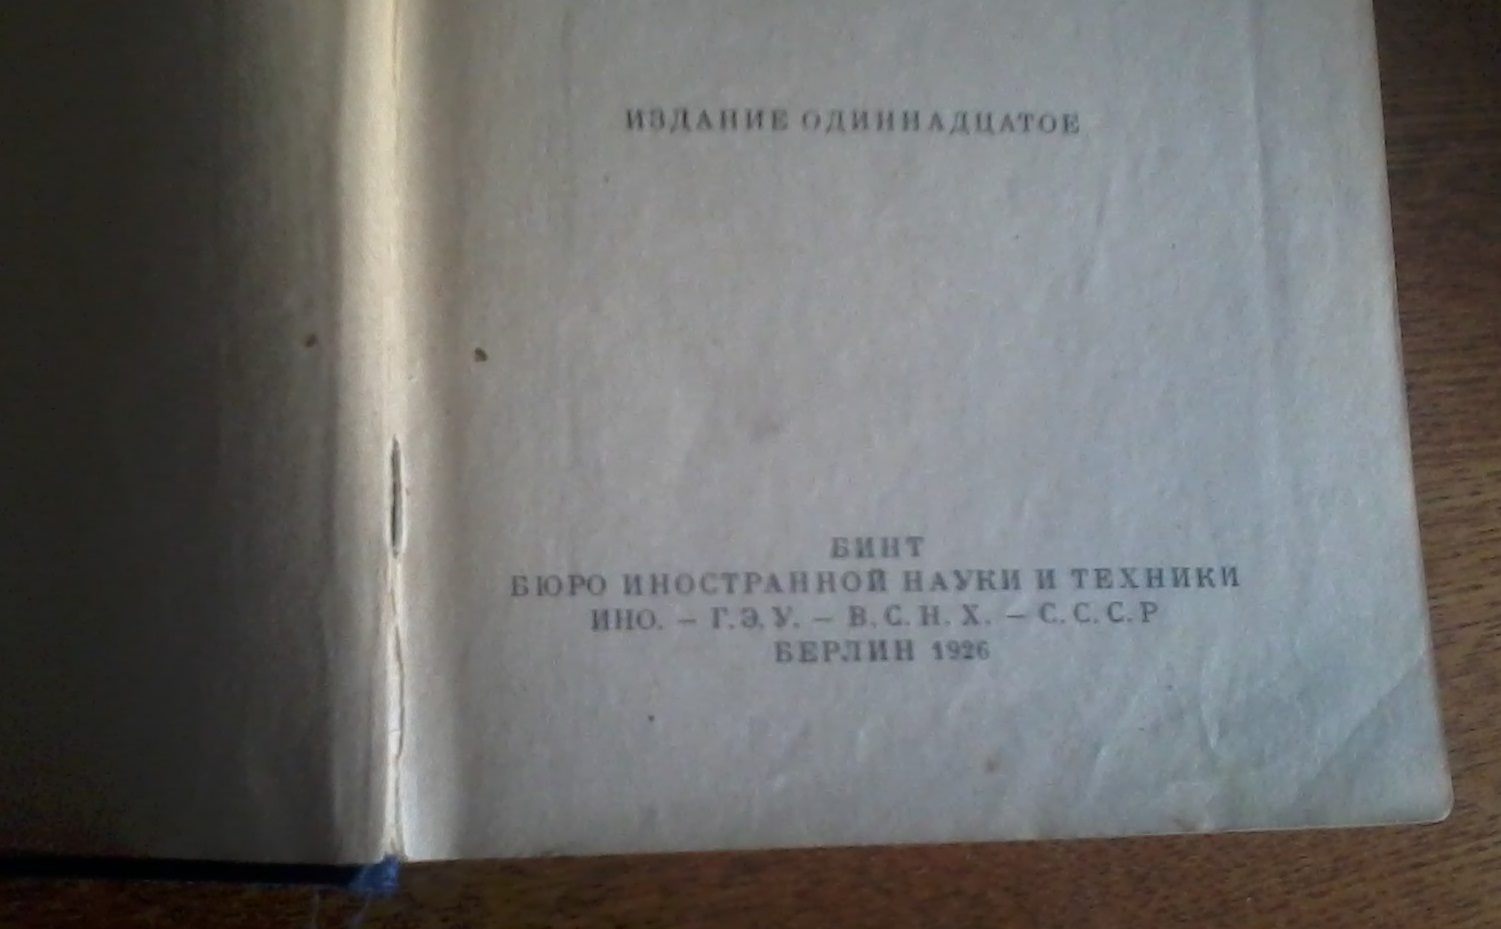 ИЗДАНИЕ ОДИННАДЦАТОЕ
БИНТ
БЮРО ИНОСТРАННОЙ НАУКИ И ТЕХНИКИ
ИНО. — Г. Э. У. — В. С. Н. Х. — С. С. С. Р
БЕРЛИН 1926